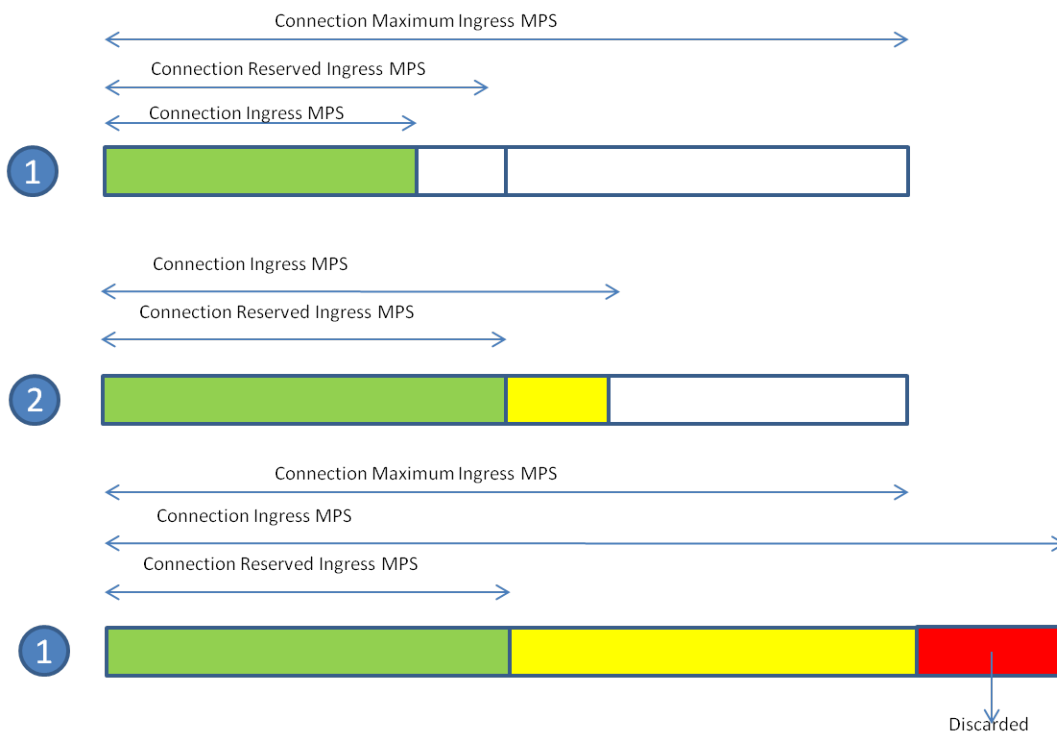 Connection Maximum Ingress MPS
Connection Reserved Ingress MPS
Connection Ingress MPS
1
Connection Ingress MPS
Connection Reserved Ingress MPS
2
Connection Maximum Ingress MPS
Connection Ingress MPS
Connection Reserved Ingress MPS
1
Discarded